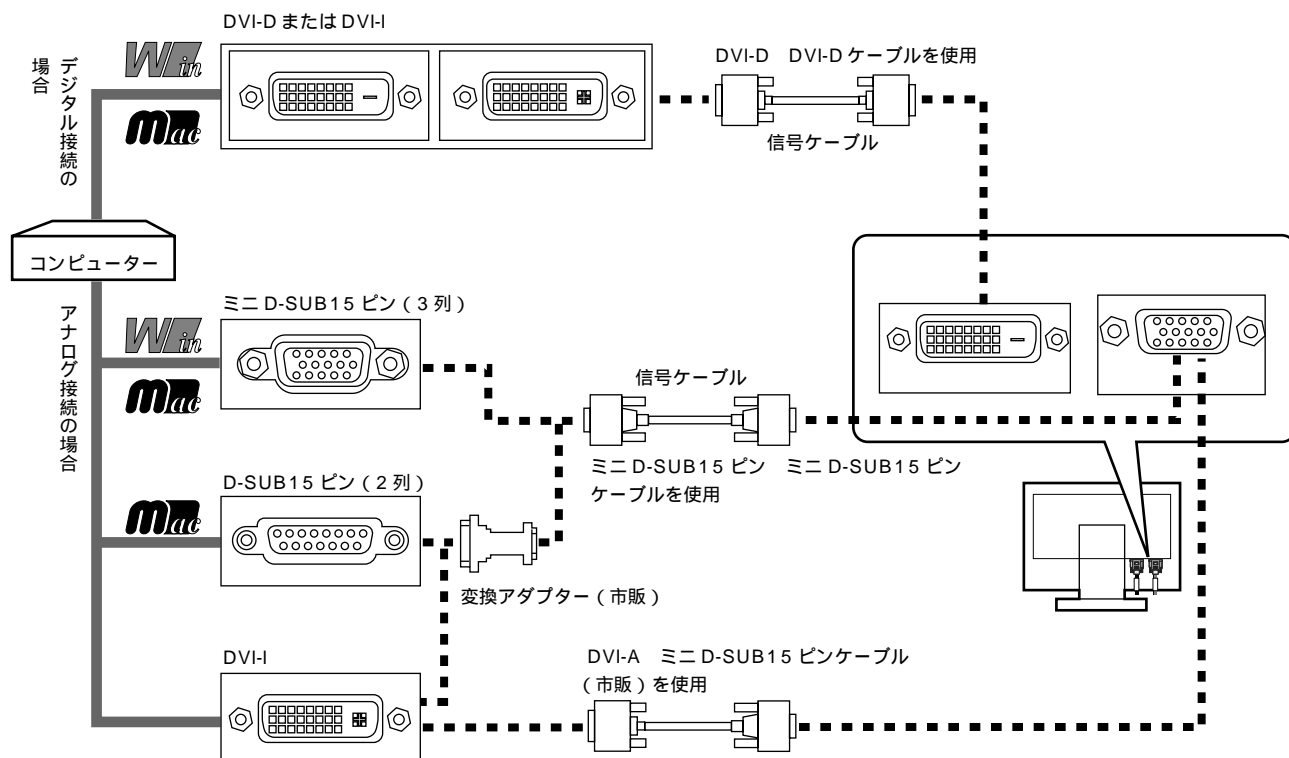 DVI-D または DVI-I
デジタル接続の
場合
Win
Mac
DVI-D DVI-D ケーブルを使用
信号ケーブル
コンピューター
アナログ接続の場合
ミニ D-SUB15 ピン（3列）
Win
Mac
信号ケーブル
ミニ D-SUB15 ピン ミニ D-SUB15 ピン
ケーブルを使用
D-SUB15 ピン（2列）
Mac
変換アダプター（市販）
DVI-I
DVI-A ミニ D-SUB15 ピンケーブル
（市販）を使用